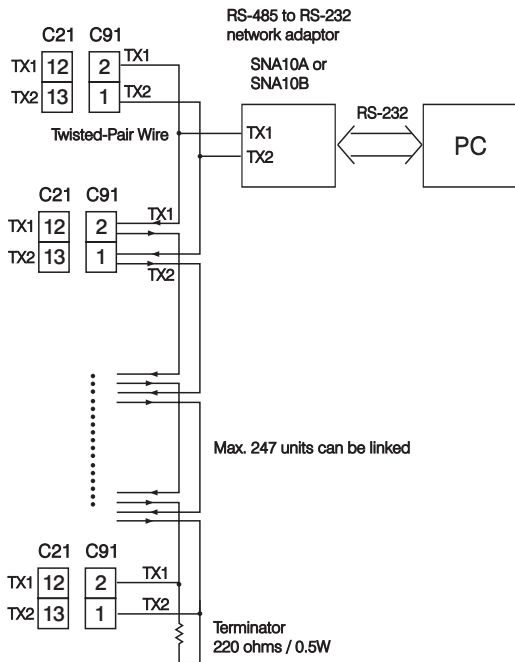 RS-485 to RS-232
network adaptor
C21 C91
TX1 12 2 TX1
TX2 13 1 TX2
SNA10A or
SNA10B
Twisted-Pair Wire
TX1
TX2
RS-232
PC
C21 C91
TX1 12 2 TX1
TX2 13 1
TX2
Max. 247 units can be linked
C21 C91
TX1 12 2 TX1
TX2 13 1 TX2
Terminator
220 ohms / 0.5W